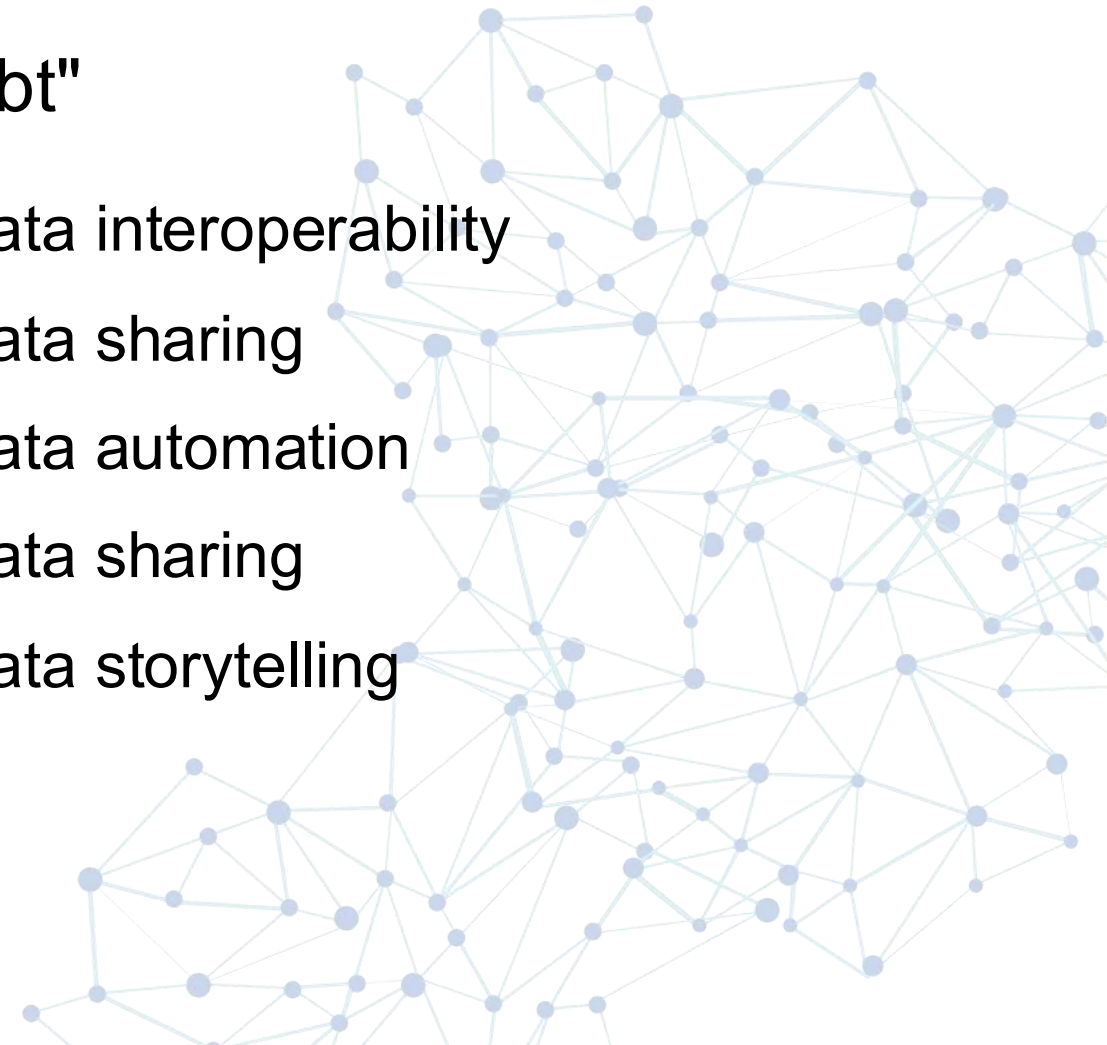 bt"
ata interoperability
ata sharing
ata automation
ata sharing
ata storytelling